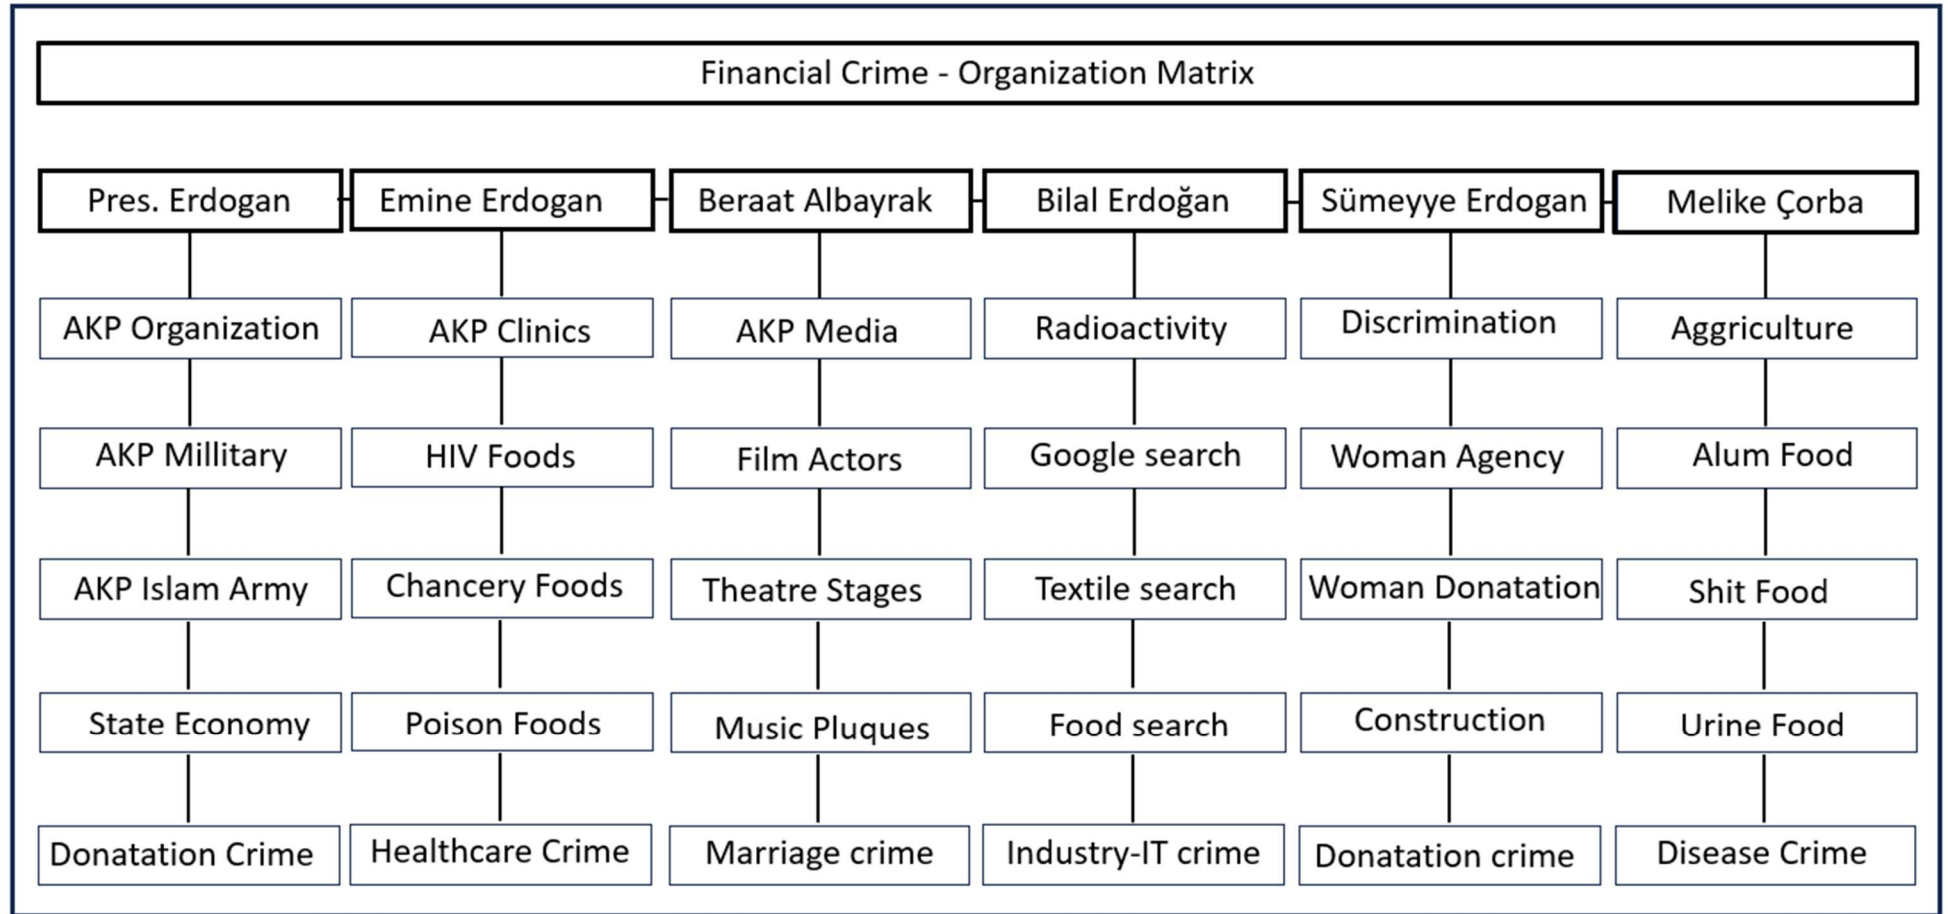 Financial Crime - Organization Matrix
Pres. Erdogan
Emine Erdogan
Beraat Albayrak
Bilal Erdoğan
Sümeyye Erdogan
Melike Çorba
AKP Organization
AKP Clinics
AKP Media
Radioactivity
Discrimination
Aggriculture
AKP Millitary
HIV Foods
Film Actors
Google search
Woman Agency
Alum Food
AKP Islam Army
Chancery Foods
Theatre Stages
Textile search
Woman Donatation
Shit Food
State Economy
Poison Foods
Music Pluques
Food search
Construction
Urine Food
Donatation Crime
Healthcare Crime
Marriage crime
Industry-IT crime
Donatation crime
Disease Crime